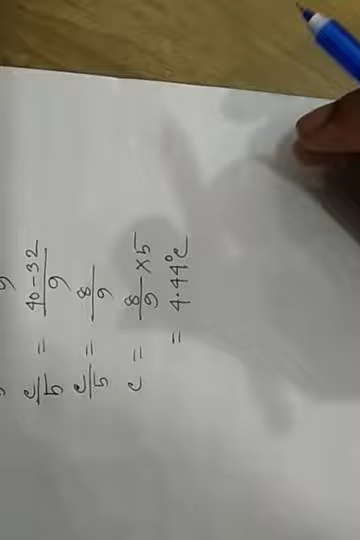 C/5 = 40-32/9
C/5 = 8/9
C = 8/9 × 5
= 4.44°C